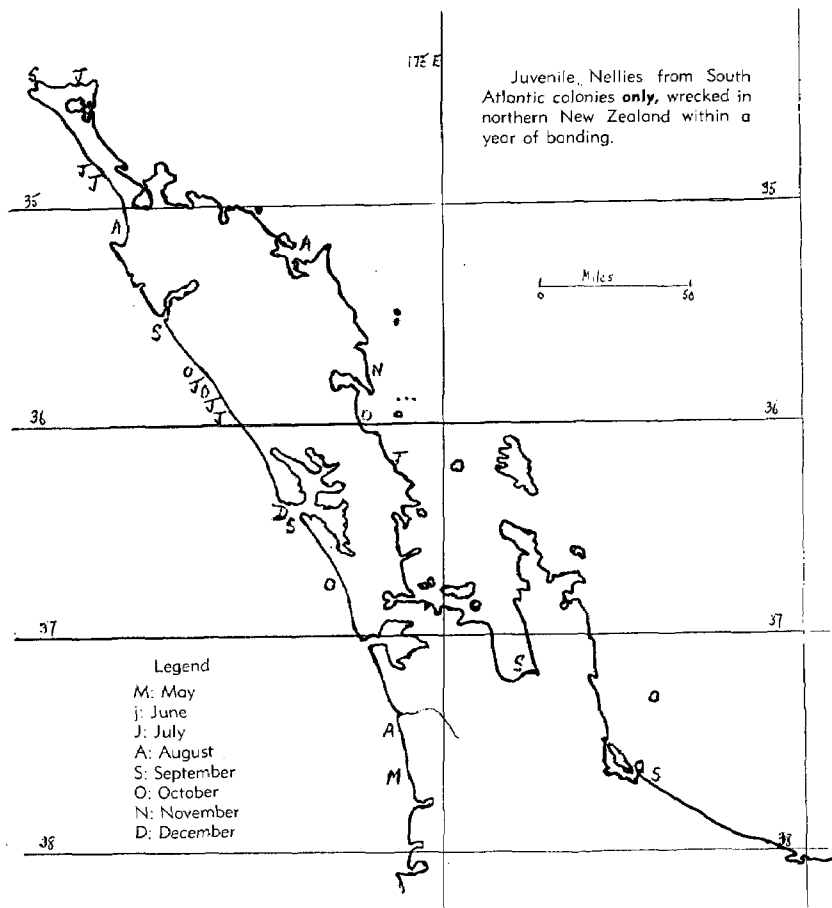 175 E
Juvenile, Nellies from South
Atlantic colonies only, wrecked in
northern New Zealand within a
year of banding.
S J
J J
35 35
A
A
Miles
0 50
S
N
D
36 36
J
D S
O
37 37
S
Legend
M: May
j: June
J: July
A: August
S: September
O: October
N: November
D: December
A
M
S
38 38